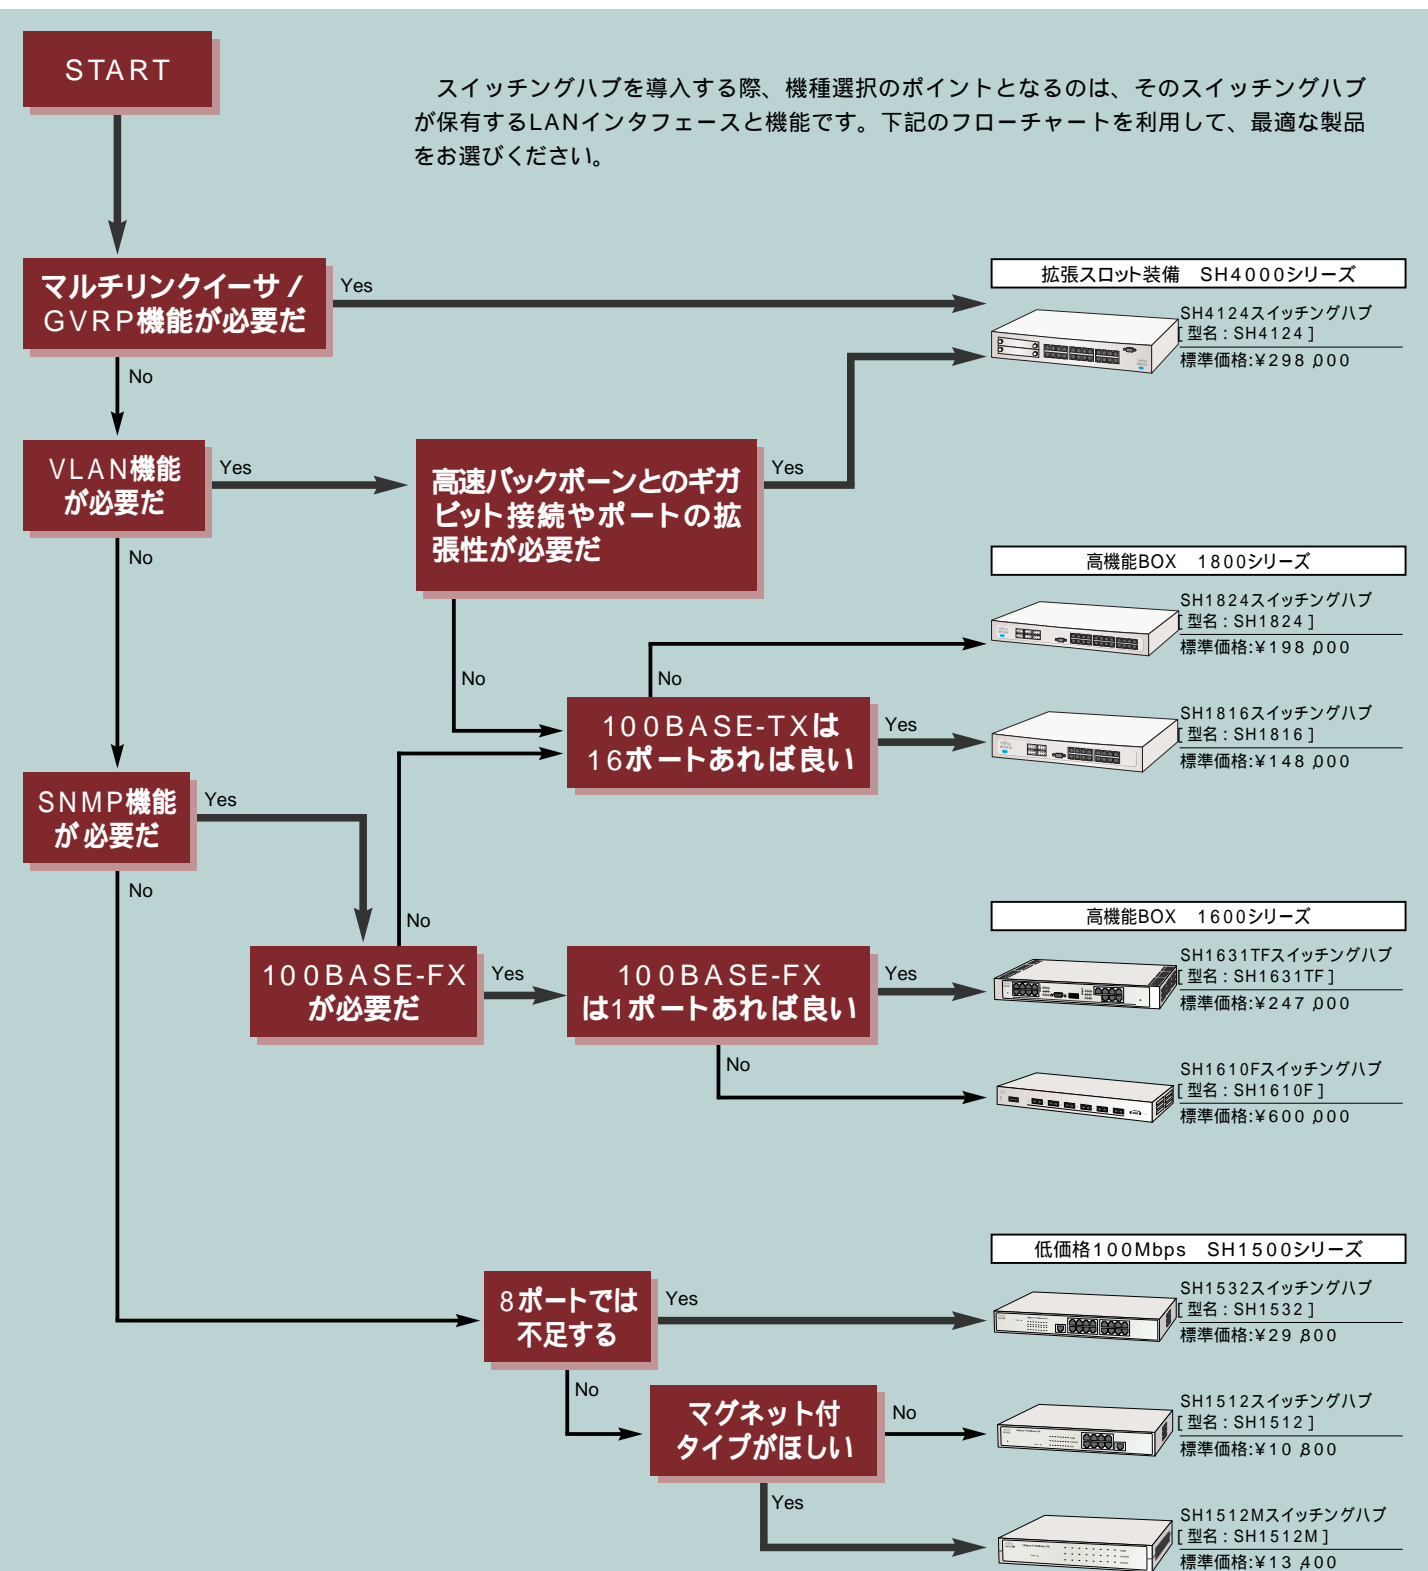 START
スイッチングハブを導入する際、機種選択のポイントとなるのは、そのスイッチングハブ
が保有するLANインタフェースと機能です。下記のフローチャートを利用して、最適な製品
をお選びください。
マルチリンクイーサ/
GVRP機能が必要だ
Yes
No
拡張スロット装備 SH4000シリーズ
SH4124スイッチングハブ
[型名:SH4124]
標準価格:¥298,000
VLAN機能
が必要だ
Yes
No
高速バックボーンとのギガ
ビット接続やポートの拡
張性が必要だ
Yes
No
高機能BOX 1800シリーズ
SH1824スイッチングハブ
[型名:SH1824]
標準価格:¥198,000
No
100BASE-TXは
16ポートあれば良い
Yes
SH1816スイッチングハブ
[型名:SH1816]
標準価格:¥148,000
SNMP機能
が必要だ
Yes
No
No
100BASE-FX
が必要だ
Yes
100BASE-FX
は1ポートあれば良い
Yes
No
高機能BOX 1600シリーズ
SH1631TFスイッチングハブ
[型名:SH1631TF]
標準価格:¥247,000
SH1610Fスイッチングハブ
[型名:SH1610F]
標準価格:¥600,000
低価格100Mbps SH1500シリーズ
8ポートでは
不足する
Yes
No
SH1532スイッチングハブ
[型名:SH1532]
標準価格:¥29,800
マグネット付
タイプがほしい
No
Yes
SH1512スイッチングハブ
[型名:SH1512]
標準価格:¥10,800
SH1512Mスイッチングハブ
[型名:SH1512M]
標準価格:¥13,400